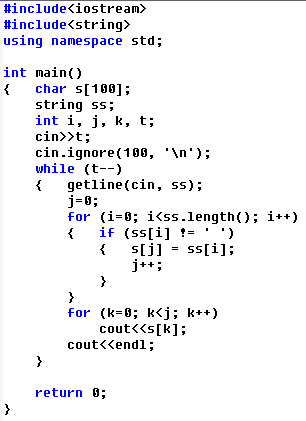 #include<iostream>
#include<string>
using namespace std;

int main()
{   char s[100];
    string ss;
    int i, j, k, t;
    cin>>t;
    cin.ignore(100, '\n');
    while (t--)
    {   getline(cin, ss);
        j=0;
        for (i=0; i<ss.length(); i++)
        {   if (ss[i] != ' ')
            {   s[j] = ss[i];
                j++;
            }
        }
        for (k=0; k<j; k++)
            cout<<s[k];
        cout<<endl;
    }

    return 0;
}